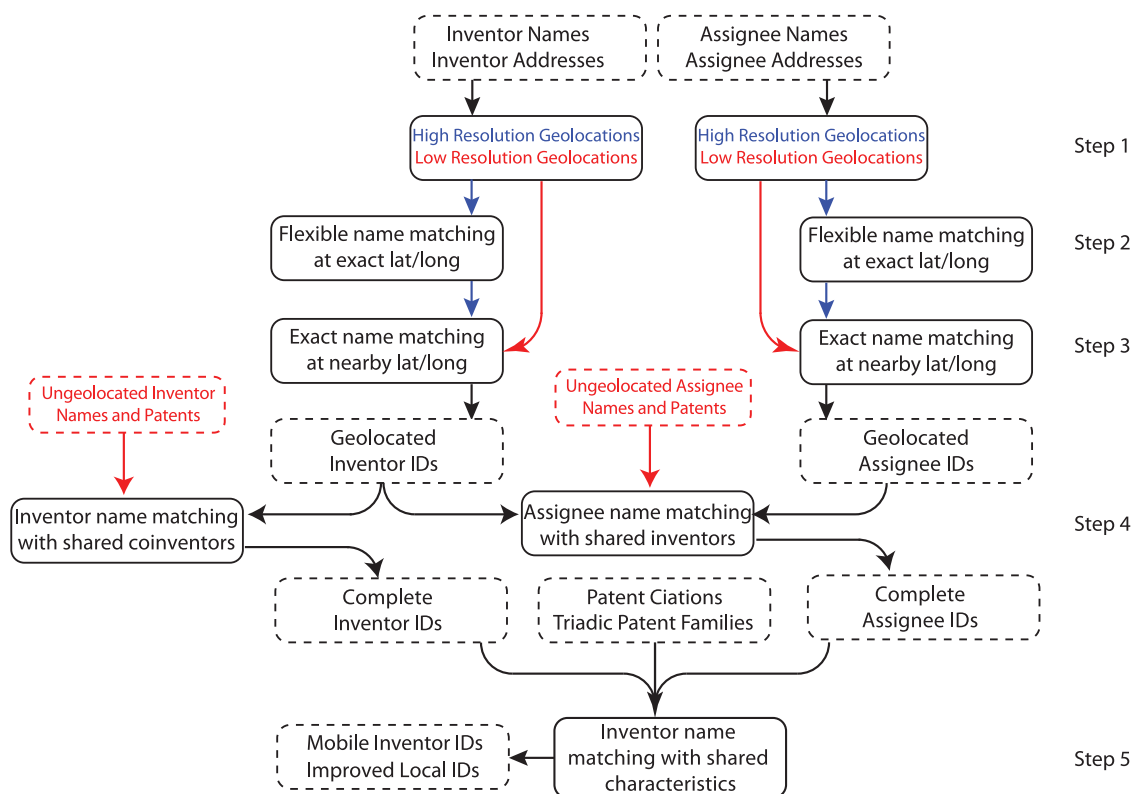 Inventor Names
Inventor Addresses
Assignee Names
Assignee Addresses
High Resolution Geolocations
Low Resolution Geolocations
High Resolution Geolocations
Low Resolution Geolocations
Step 1
Flexible name matching
at exact lat/long
Flexible name matching
at exact lat/long
Step 2
Exact name matching
at nearby lat/long
Exact name matching
at nearby lat/long
Step 3
Ungeolocated Inventor
Names and Patents
Ungeolocated Assignee
Names and Patents
Geolocated
Inventor IDs
Geolocated
Assignee IDs
Inventor name matching
with shared coinventors
Assignee name matching
with shared inventors
Step 4
Complete
Inventor IDs
Patent Ciations
Triadic Patent Families
Complete
Assignee IDs
Mobile Inventor IDs
Improved Local IDs
Inventor name
matching with shared
characteristics
Step 5